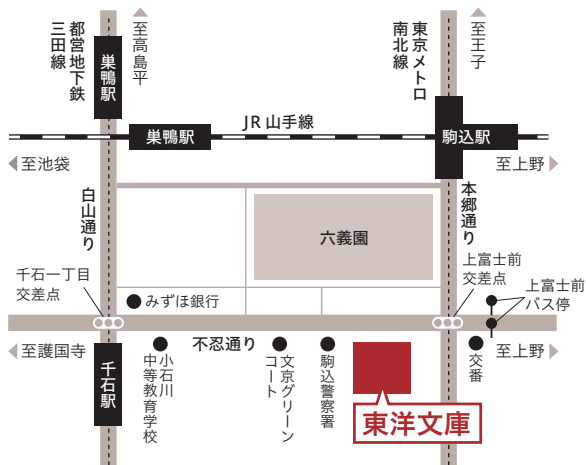 都営地下鉄
三田線
至高島平
巣鴨駅
東京メトロ
南北線
至王子
JR 山手線
巣鴨駅
駒込駅
至池袋
至上野
白山通り
本郷通り
六義園
千石一丁目
交差点
みずほ銀行
上富士前
交差点
上富士前
バス停
至護国寺
不忍通り
至上野
千石駅
小石川
中等教育学校
文京グリーン
コート
駒込警察署
交番
東洋文庫